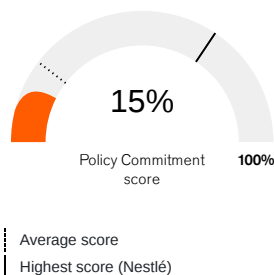 15%
Policy Commitment
score
100%
Average score
Highest score (Nestlé)